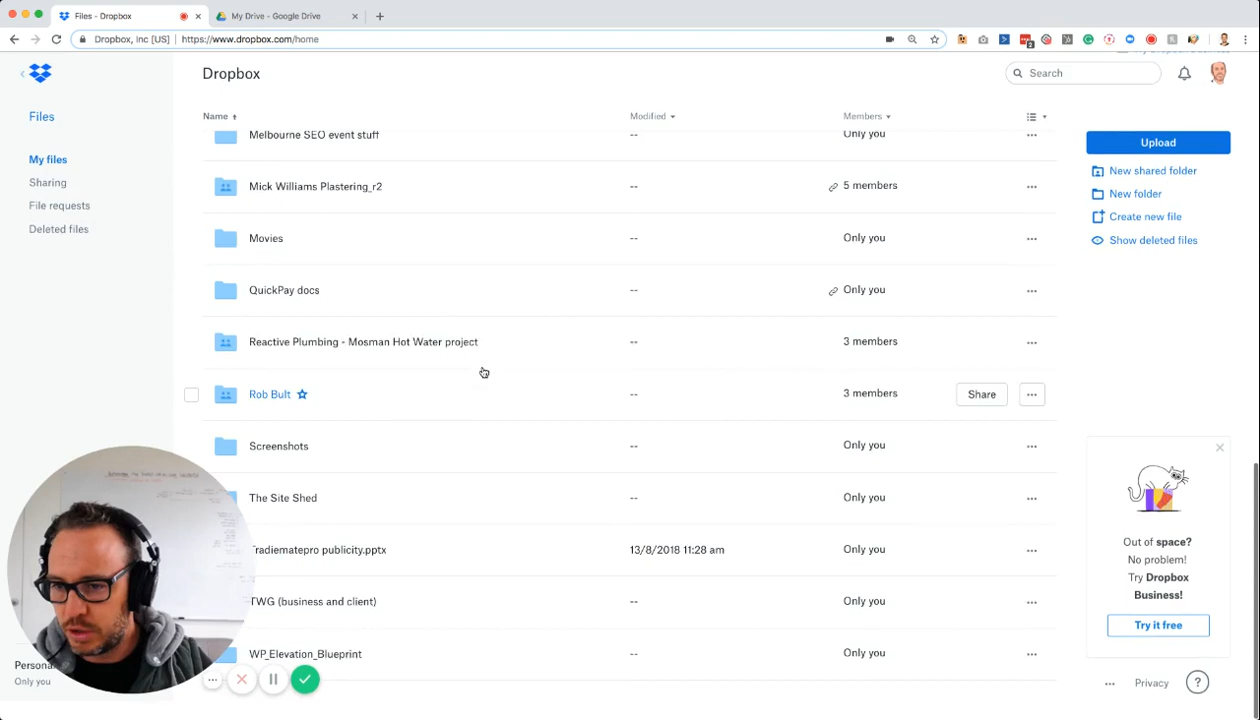 Files - Dropbox
My Drive - Google Drive
Dropbox, Inc [US] https://www.dropbox.com/home
Dropbox
Search
Files
My files
Sharing
File requests
Deleted files
Name Modified Members
Melbourne SEO event stuff -- Only you
Mick Williams Plastering_r2 -- 5 members
Movies -- Only you
QuickPay docs -- Only you
Reactive Plumbing - Mosman Hot Water project -- 3 members
Rob Bult -- 3 members Share
Screenshots -- Only you
The Site Shed -- Only you
Tradiematepro publicity.pptx 13/8/2018 11:28 am Only you
TWG (business and client) -- Only you
WP_Elevation_Blueprint -- Only you
Upload
New shared folder
New folder
Create new file
Show deleted files
Out of space?
No problem!
Try Dropbox
Business!
Try it free
Privacy ?
Persona
Only you